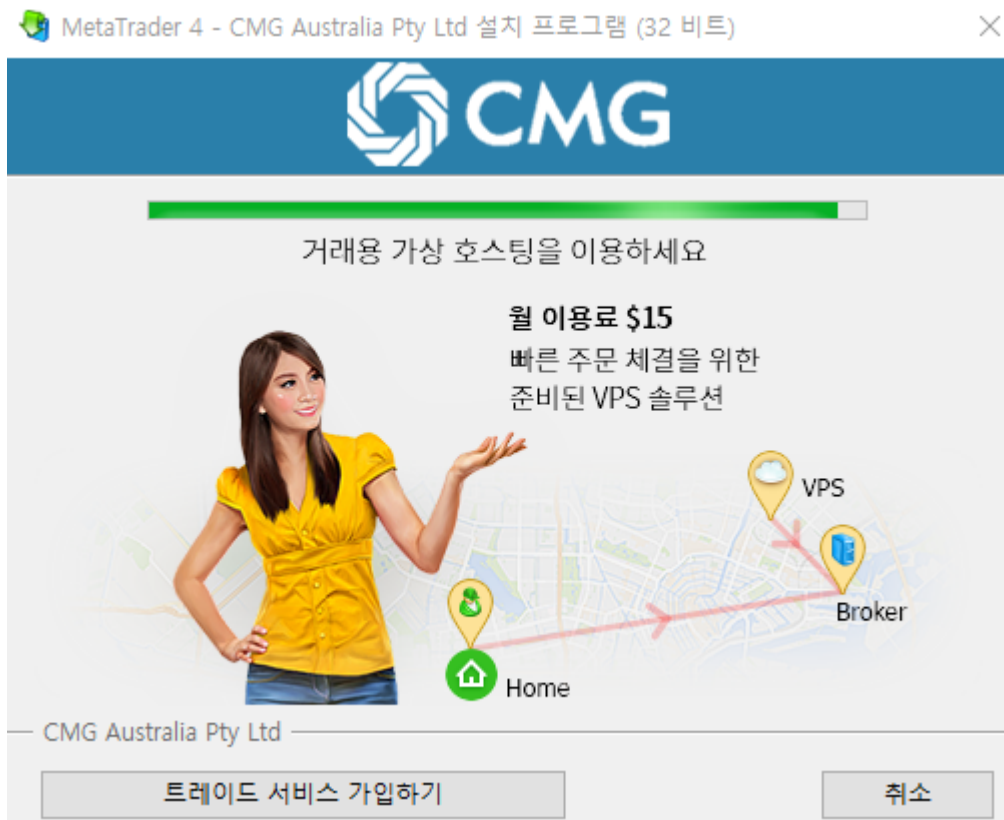 MetaTrader 4 - CMG Australia Pty Ltd 설치 프로그램 (32 비트)
CMG
거래용 가상 호스팅을 이용하세요
월 이용료 $15
빠른 주문 체결을 위한
준비된 VPS 솔루션
VPS
Broker
Home
CMG Australia Pty Ltd
트레이드 서비스 가입하기
취소